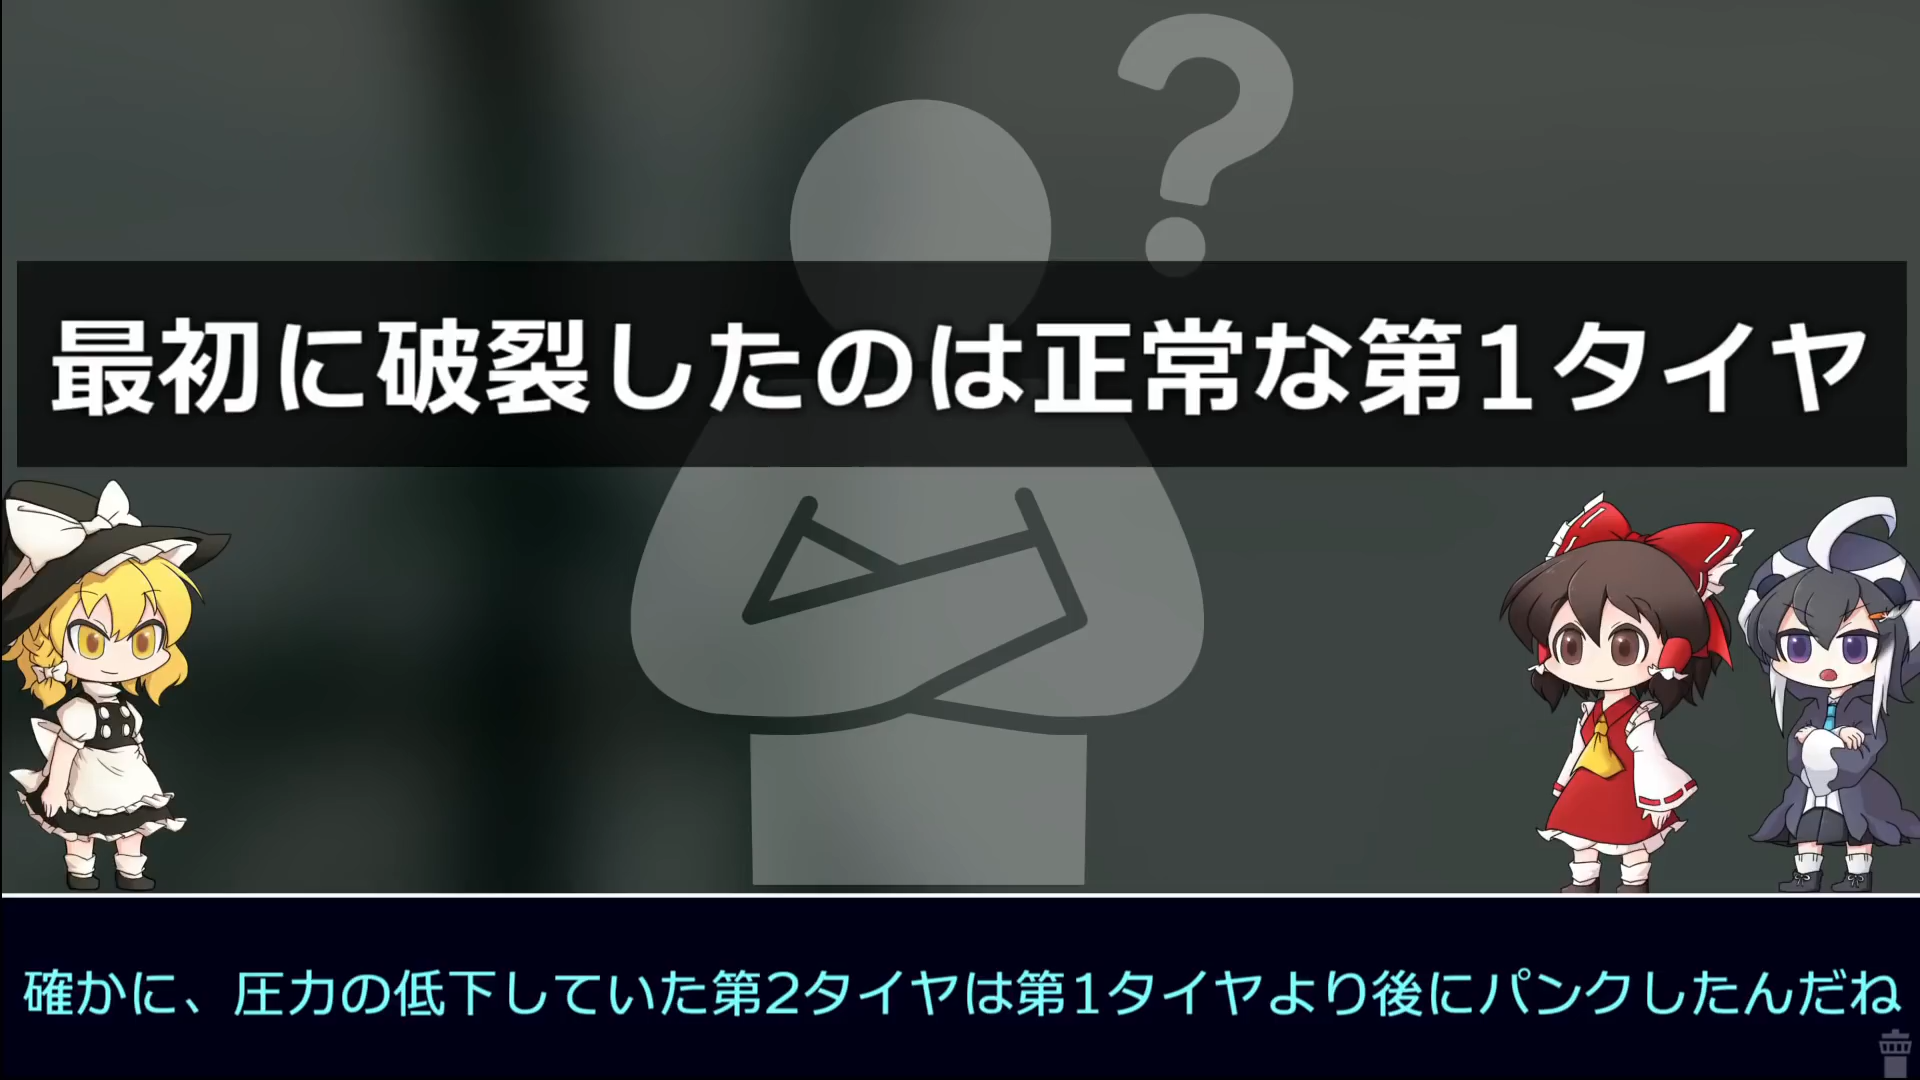 最初に破裂したのは正常な第1タイヤ
確かに、圧力の低下していた第2タイヤは第1タイヤより後にパンクしたんだね